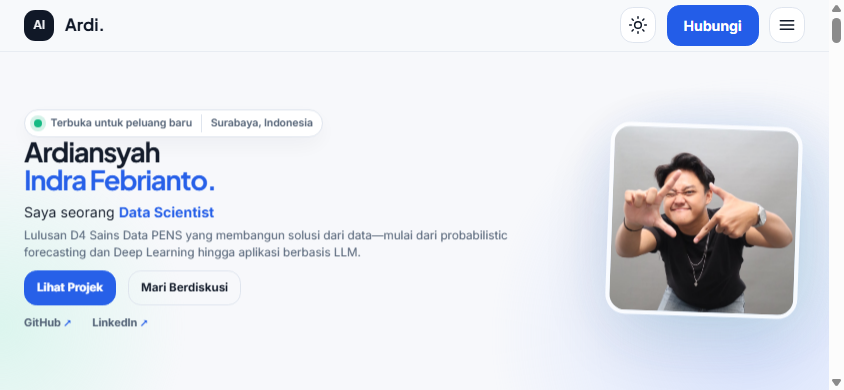 AI Ardi.
Hubungi
Terbuka untuk peluang baru Surabaya, Indonesia
Ardiansyah
Indra Febrianto.
Saya seorang Data Scientist
Lulusan D4 Sains Data PENS yang membangun solusi dari data—mulai dari probabilistic
forecasting dan Deep Learning hingga aplikasi berbasis LLM.
Lihat Projek Mari Berdiskusi
GitHub ↗ LinkedIn ↗